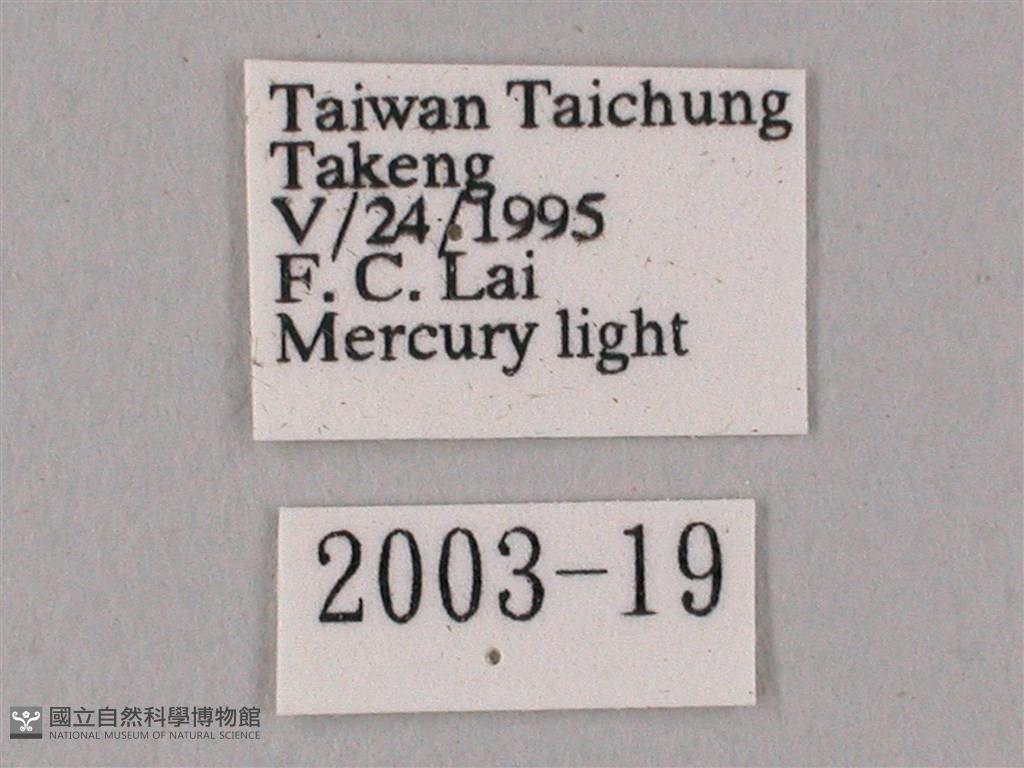 Taiwan Taichung
Takeng
V/24/1995
F. C. Lai
Mercury light
2003-19
國立自然科學博物館
NATIONAL MUSEUM OF NATURAL SCIENCE